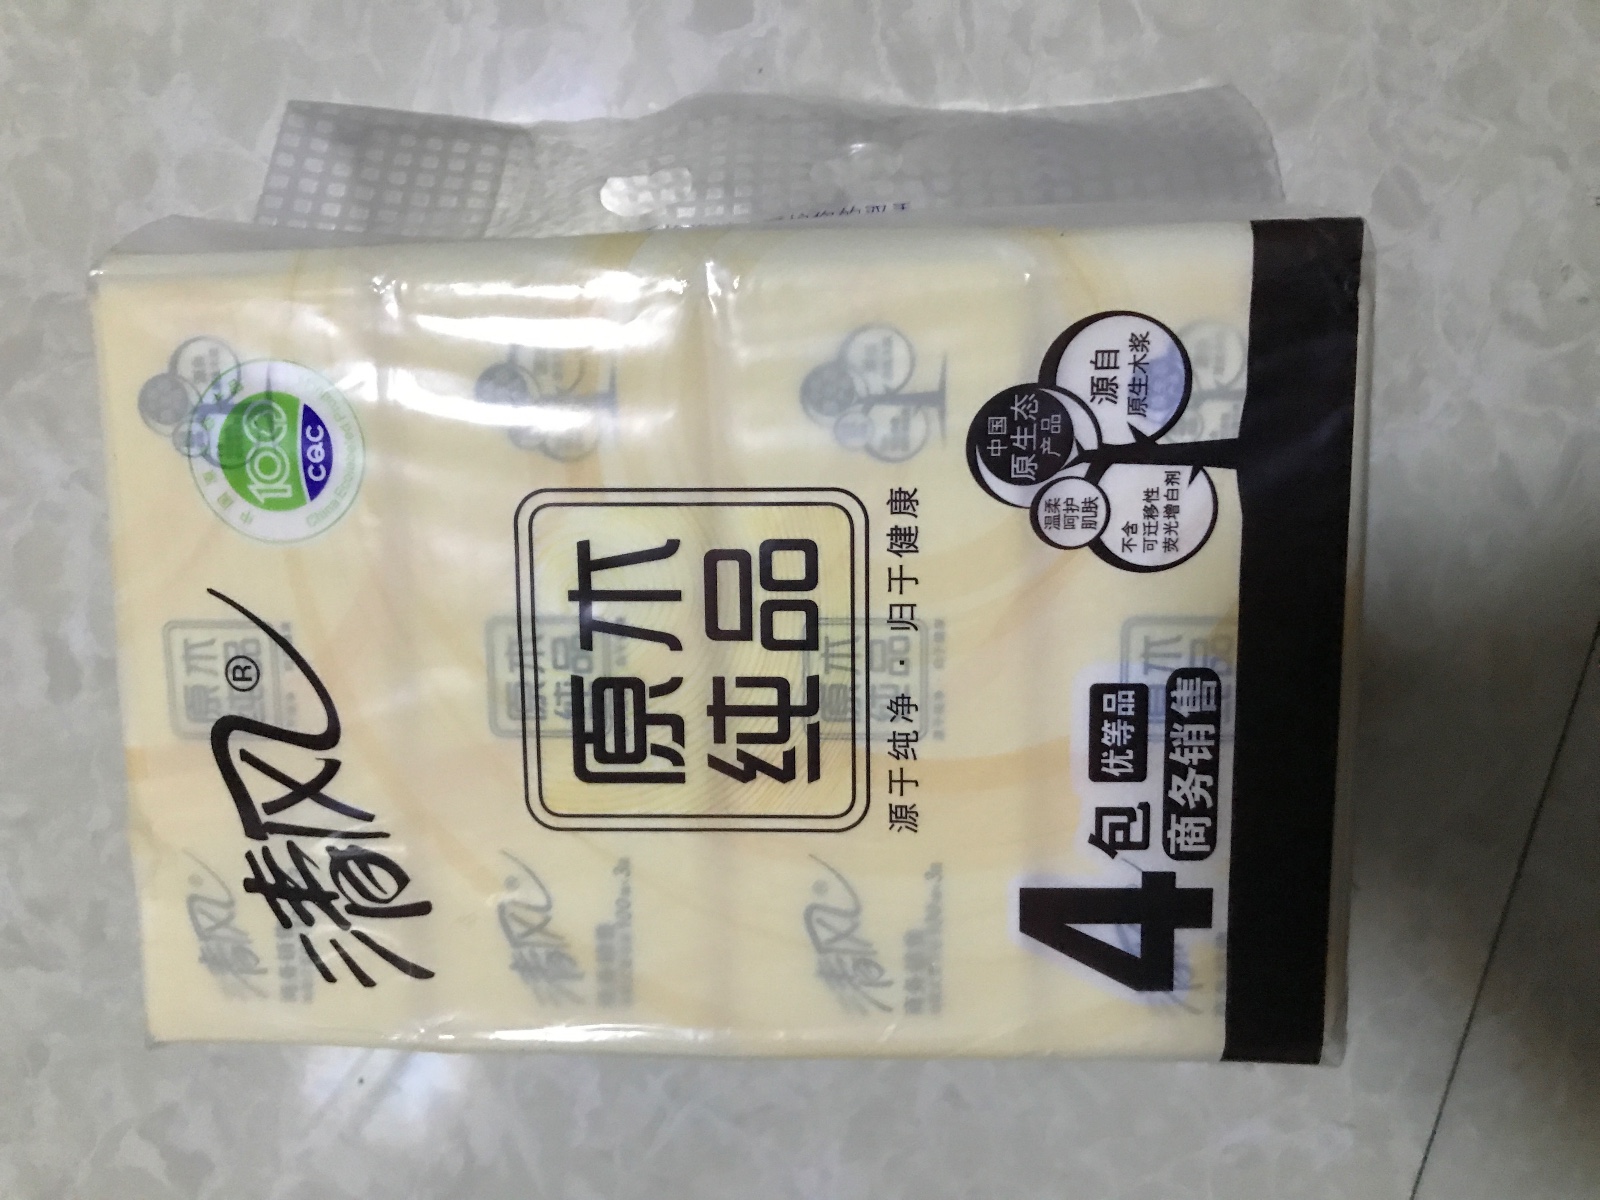 清风®
100
CQC
原木
纯品
源于纯净·归于健康
中国
原生态
产品
源自
原生木浆
温柔
呵护
肌肤
不含
可迁移性
荧光增白剂
4包
优等品
商务销售